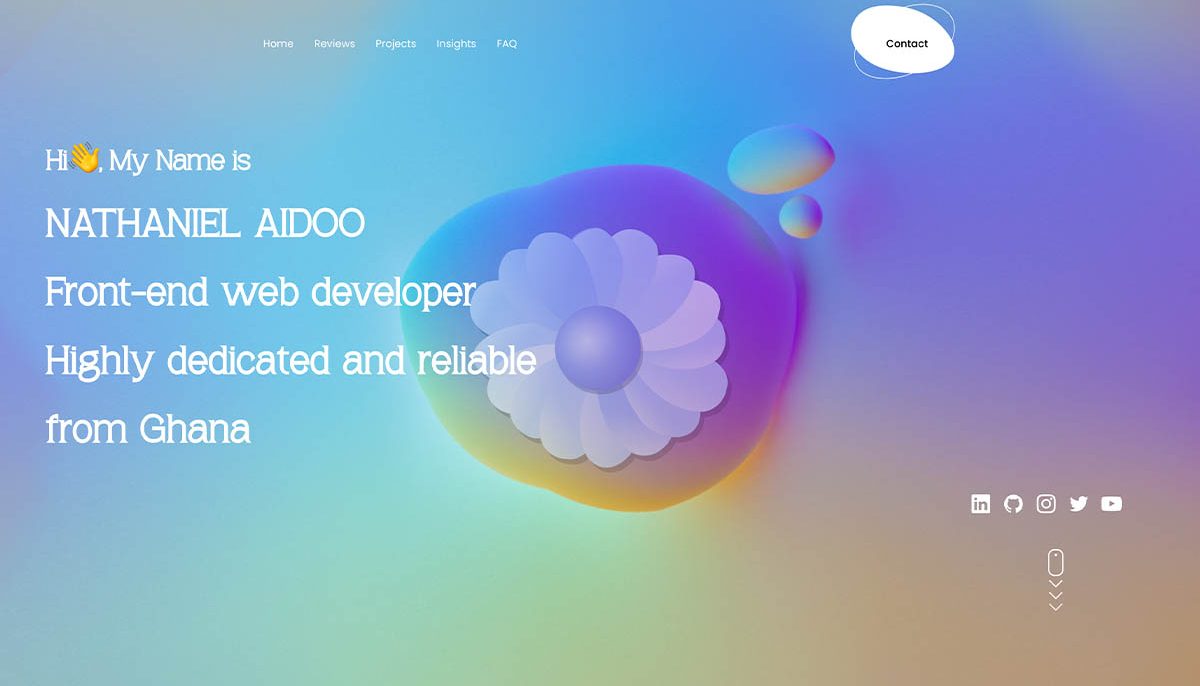 Home Reviews Projects Insights FAQ Contact
Hi👋, My Name is
NATHANIEL AIDOO
Front-end web developer
Highly dedicated and reliable
from Ghana